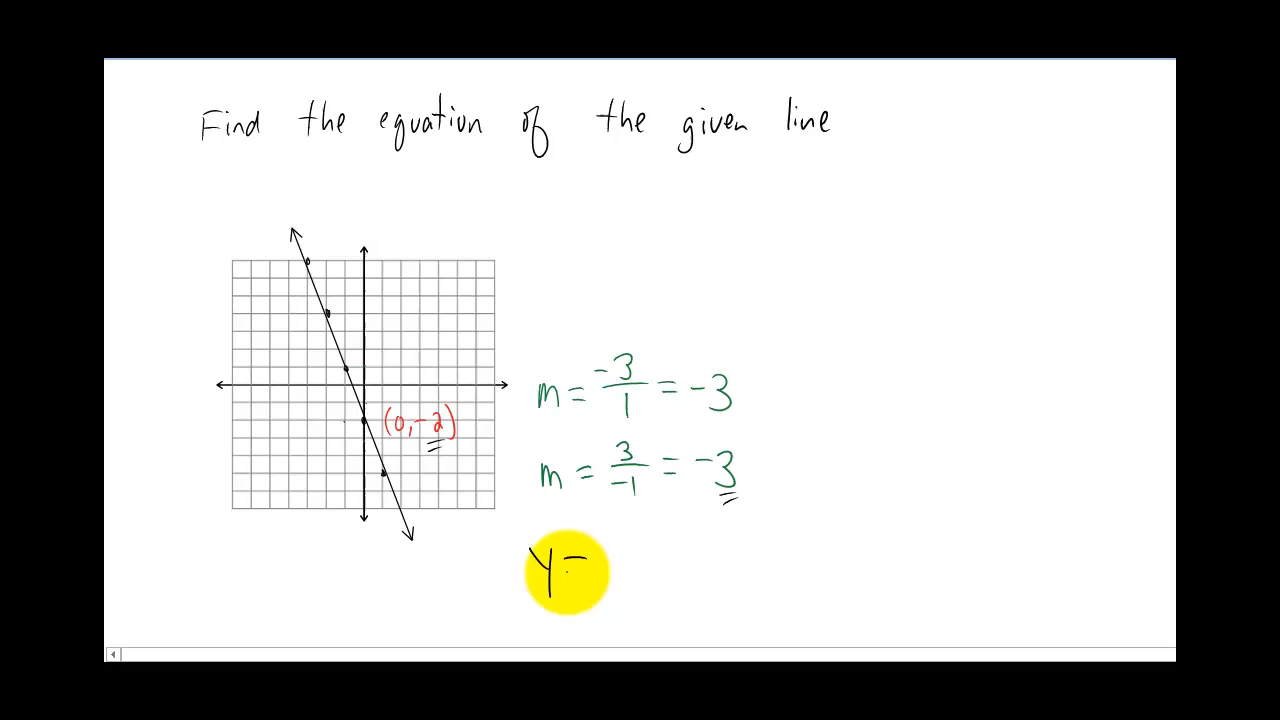 Find the equation of the given line
(0, -2)
m = -3/1 = -3
m = 3/-1 = -3
y =